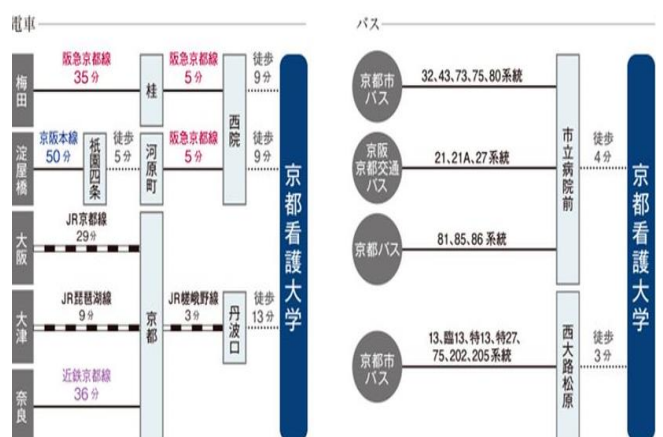 電車
梅田
阪急京都線
35分
桂
阪急京都線
5分
西院
徒歩
9分
淀屋橋
京阪本線
50分
祇園四条
徒歩
5分
河原町
阪急京都線
5分
徒歩
9分
大阪
JR京都線
29分
大津
JR琵琶湖線
9分
京都
JR嵯峨野線
3分
丹波口
徒歩
13分
奈良
近鉄京都線
36分
京都看護大学
バス
京都市
バス
32、43、73、75、80系統
京阪
京都交通
バス
21、21A、27系統
市立病院前
徒歩
4分
京都バス
81、85、86系統
京都市
バス
13、臨13、特13、特27、
75、202、205系統
西大路松原
徒歩
3分
京都看護大学